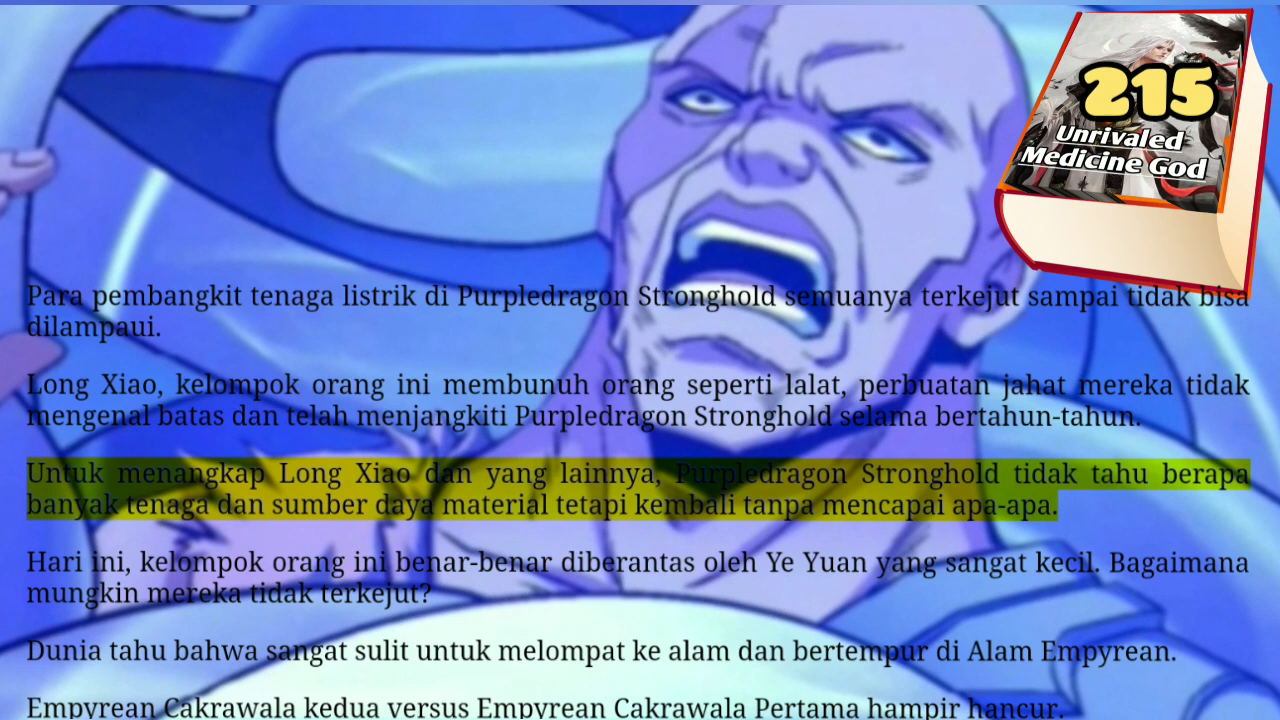 215
Unrivaled
Medicine God
Para pembangkit tenaga listrik di Purpledragon Stronghold semuanya terkejut sampai tidak bisa
dilampaui.
Long Xiao, kelompok orang ini membunuh orang seperti lalat, perbuatan jahat mereka tidak
mengenal batas dan telah menjangkiti Purpledragon Stronghold selama bertahun-tahun.
Untuk menangkap Long Xiao dan yang lainnya, Purpledragon Stronghold tidak tahu berapa
banyak tenaga dan sumber daya material tetapi kembali tanpa mencapai apa-apa.
Hari ini, kelompok orang ini benar-benar diberantas oleh Ye Yuan yang sangat kecil. Bagaimana
mungkin mereka tidak terkejut?
Dunia tahu bahwa sangat sulit untuk melompat ke alam dan bertempur di Alam Empyrean.
Empyrean Cakrawala kedua versus Empyrean Cakrawala Pertama hampir hancur.